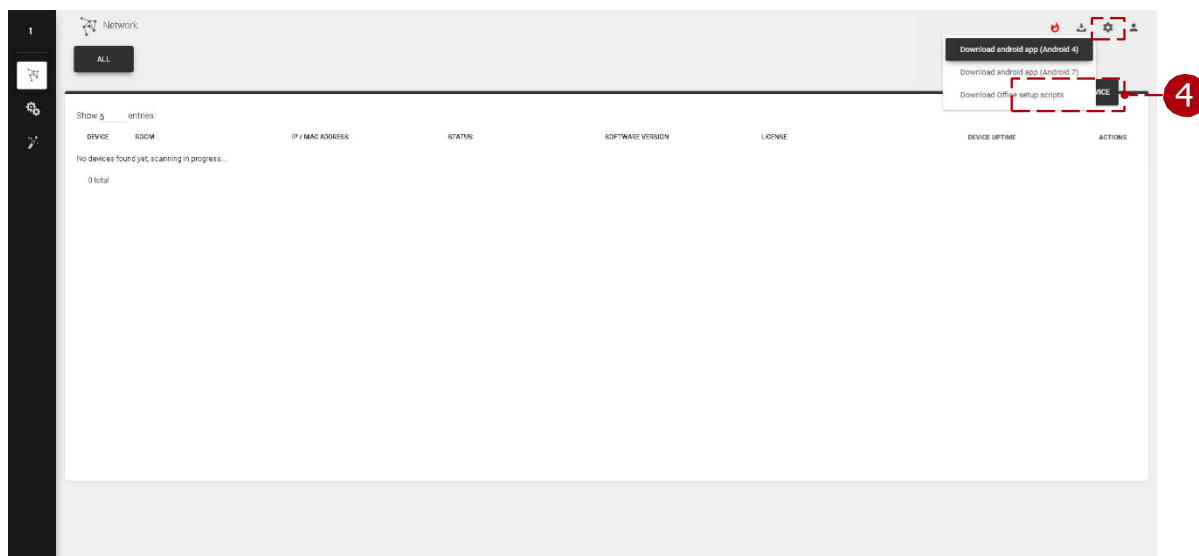 1
Network
ALL
Download android app (Android 4)
Download android app (Android 7)
Download Office setup scripts
VICE
4
Show 5 entries
DEVICE ROOM IP / MAC ADDRESS STATUS SOFTWARE VERSION LICENSE DEVICE UPTIME ACTIONS
No devices found yet, scanning in progress...
0 total